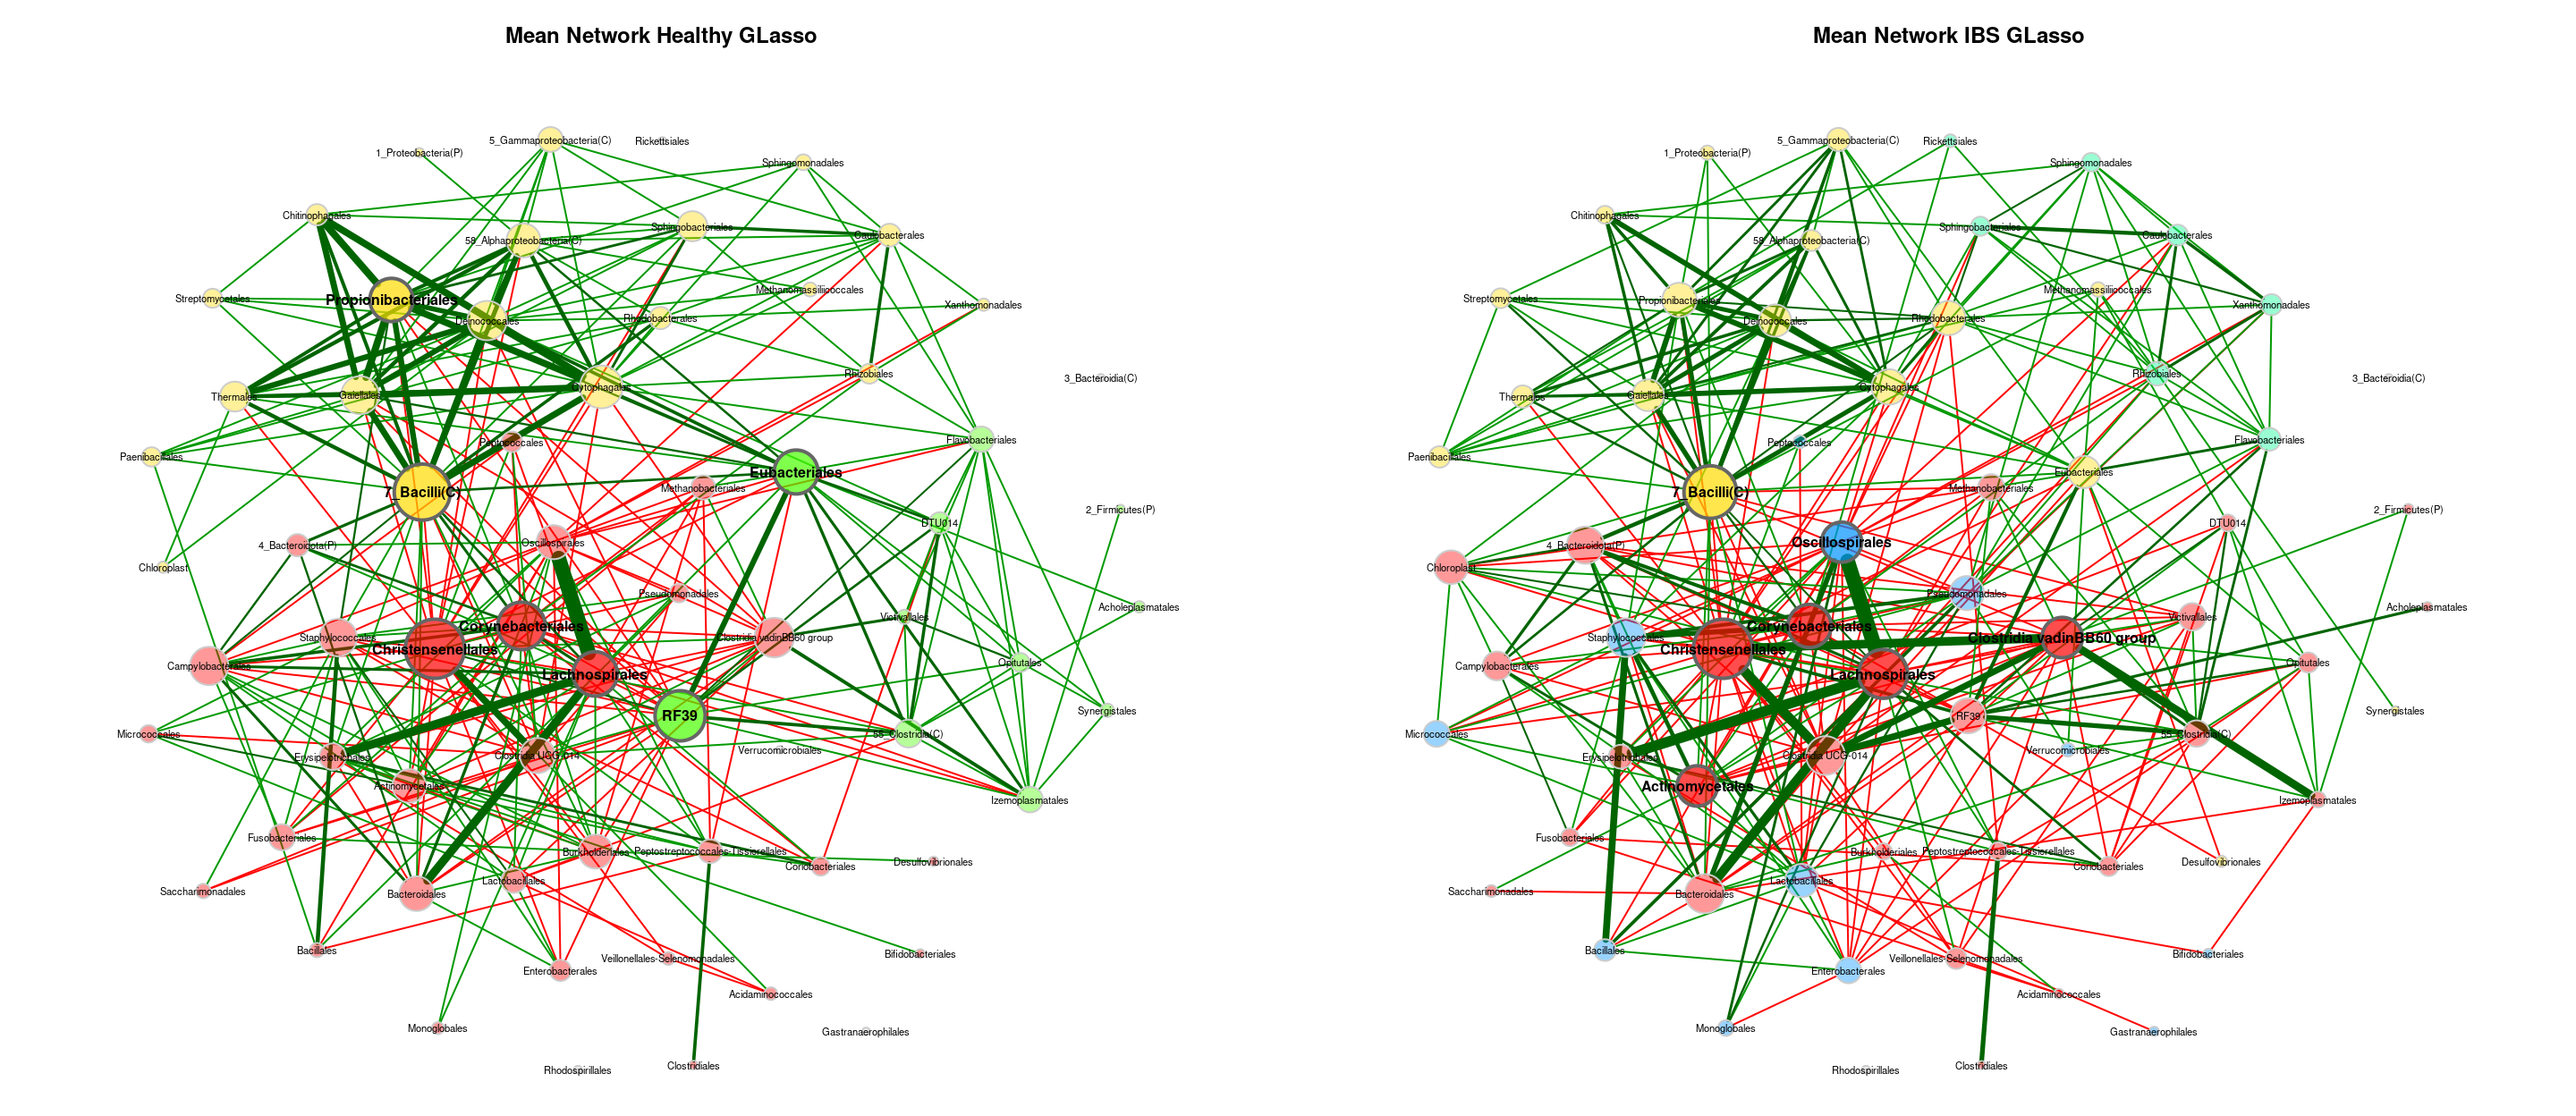 Mean Network Healthy GLasso
5_Gammaproteobacteria(C)
Rickettsiales
1_Proteobacteria(P)
Sphingomonadales
Chitinophagales
Sphingobacteriales
Caulobacterales
58_Alphaproteobacteria(C)
Methanomassiliicoccales
Streptomycetales
Propionibacteriales
Xanthomonadales
Deinococcales
Rhodobacterales
Rhizobiales
3_Bacteroidia(C)
Cytophagales
Thermales
Gaiellales
Peptococcales
Flavobacteriales
Paenibacillales
Eubacteriales
Methanobacteriales
7_Bacilli(C)
2_Firmicutes(P)
DTU014
4_Bacteroidota(P)
Oscillospirales
Chloroplast
Pseudomonadales
Acholeplasmatales
Victivallales
Corynebacteriales
Staphylococcales
Clostridia vadinBB60 group
Christensenellales
Campylobacterales
Opitutales
Lachnospirales
Synergistales
RF39
Micrococcales
55_Clostridia(C)
Verrucomicrobiales
Erysipelotrichales
Clostridia UCG-014
Actinomycetales
Izemoplasmatales
Fusobacteriales
Burkholderiales
Peptostreptococcales-Tissierellales
Desulfovibrionales
Coriobacteriales
Lactobacillales
Saccharimonadales
Bacteroidales
Bacillales
Bifidobacteriales
Veillonellales-Selenomonadales
Enterobacterales
Acidaminococcales
Monoglobales
Gastranaerophilales
Clostridiales
Rhodospirillales
Mean Network IBS GLasso
5_Gammaproteobacteria(C)
Rickettsiales
1_Proteobacteria(P)
Sphingomonadales
Chitinophagales
Sphingobacteriales
Caulobacterales
58_Alphaproteobacteria(C)
Methanomassiliicoccales
Streptomycetales
Propionibacteriales
Xanthomonadales
Deinococcales
Rhodobacterales
Rhizobiales
3_Bacteroidia(C)
Cytophagales
Thermales
Gaiellales
Peptococcales
Flavobacteriales
Paenibacillales
Eubacteriales
Methanobacteriales
7_Bacilli(C)
2_Firmicutes(P)
DTU014
4_Bacteroidota(P)
Oscillospirales
Chloroplast
Pseudomonadales
Acholeplasmatales
Victivallales
Corynebacteriales
Staphylococcales
Clostridia vadinBB60 group
Christensenellales
Campylobacterales
Opitutales
Lachnospirales
Synergistales
RF39
Micrococcales
55_Clostridia(C)
Verrucomicrobiales
Erysipelotrichales
Clostridia UCG-014
Actinomycetales
Izemoplasmatales
Fusobacteriales
Burkholderiales
Peptostreptococcales-Tissierellales
Desulfovibrionales
Coriobacteriales
Lactobacillales
Saccharimonadales
Bacteroidales
Bacillales
Bifidobacteriales
Veillonellales-Selenomonadales
Enterobacterales
Acidaminococcales
Monoglobales
Gastranaerophilales
Clostridiales
Rhodospirillales